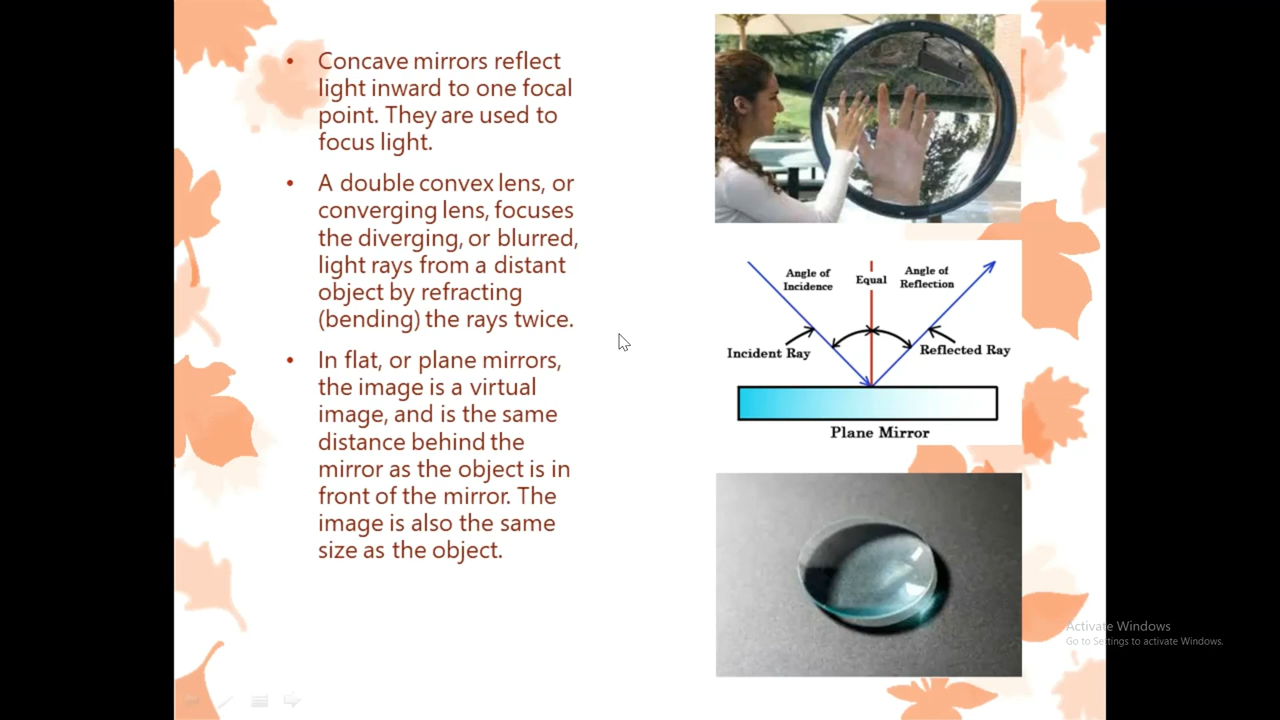 • Concave mirrors reflect
light inward to one focal
point. They are used to
focus light.
• A double convex lens, or
converging lens, focuses
the diverging, or blurred,
light rays from a distant
object by refracting
(bending) the rays twice.
• In flat, or plane mirrors,
the image is a virtual
image, and is the same
distance behind the
mirror as the object is in
front of the mirror. The
image is also the same
size as the object.
Angle of
Incidence
Equal
Angle of
Reflection
Incident Ray
Reflected Ray
Plane Mirror
Activate Windows
Go to Settings to activate Windows.